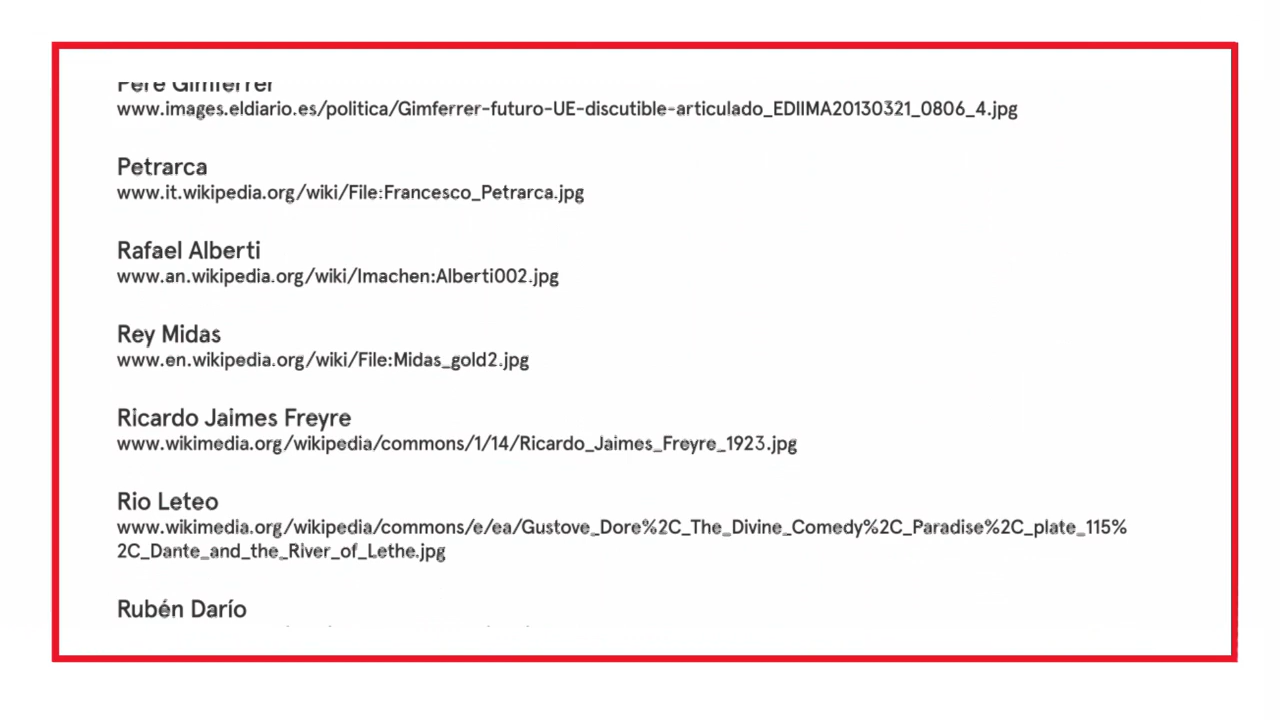 Pere Gimferrer
www.images.eldiario.es/politica/Gimferrer-futuro-UE-discutible-articulado_EDIIMA20130321_0806_4.jpg
Petrarca
www.it.wikipedia.org/wiki/File:Francesco_Petrarca.jpg
Rafael Alberti
www.an.wikipedia.org/wiki/Imachen:Alberti002.jpg
Rey Midas
www.en.wikipedia.org/wiki/File:Midas_gold2.jpg
Ricardo Jaimes Freyre
www.wikimedia.org/wikipedia/commons/1/14/Ricardo_Jaimes_Freyre_1923.jpg
Rio Leteo
www.wikimedia.org/wikipedia/commons/e/ea/Gustove_Dore%2C_The_Divine_Comedy%2C_Paradise%2C_plate_115%
2C_Dante_and_the_River_of_Lethe.jpg
Rubén Darío